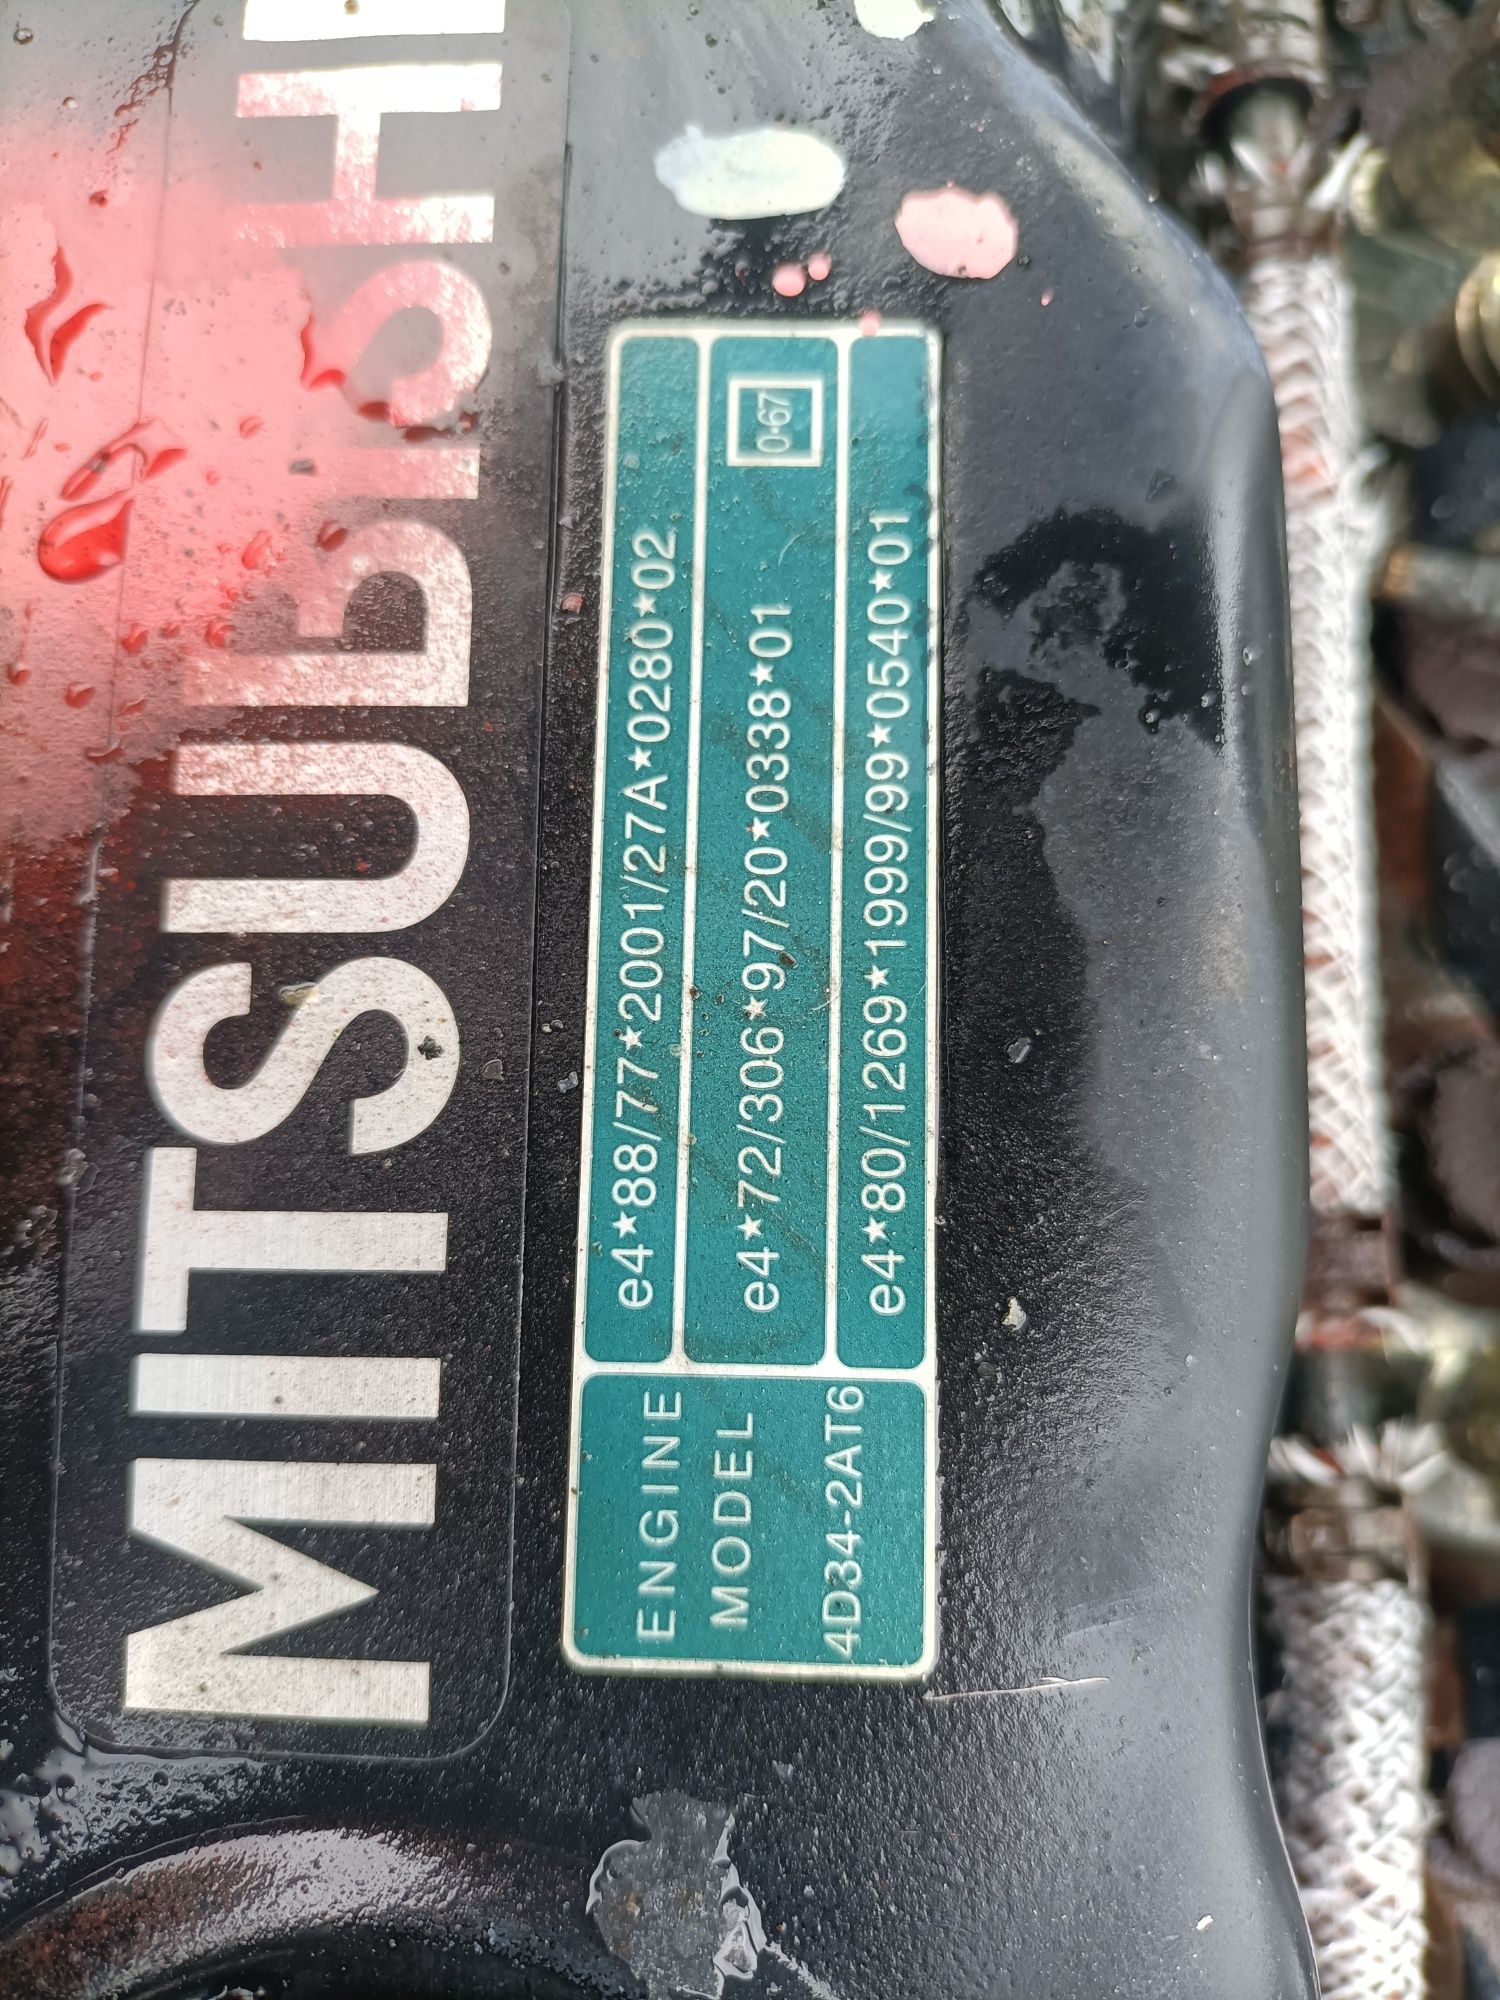 MITSUBISHI
ENGINE
MODEL
4D34-2AT6
e4★88/77★2001/27A★0280★02
e4★72/306★97/20★0338★01
0·67
e4★80/1269★1999/99★0540★01